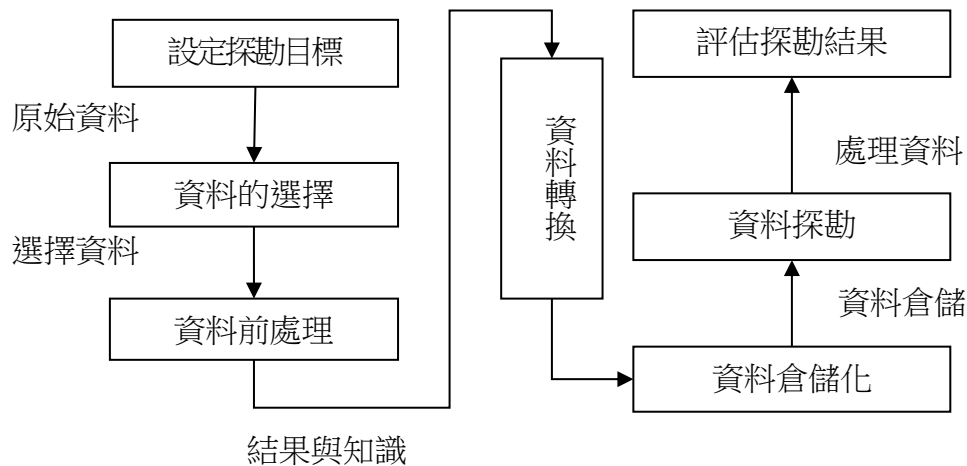 設定探勘目標
原始資料
資料的選擇
選擇資料
資料前處理
結果與知識
資料轉換
資料倉儲化
資料倉儲
資料探勘
處理資料
評估探勘結果